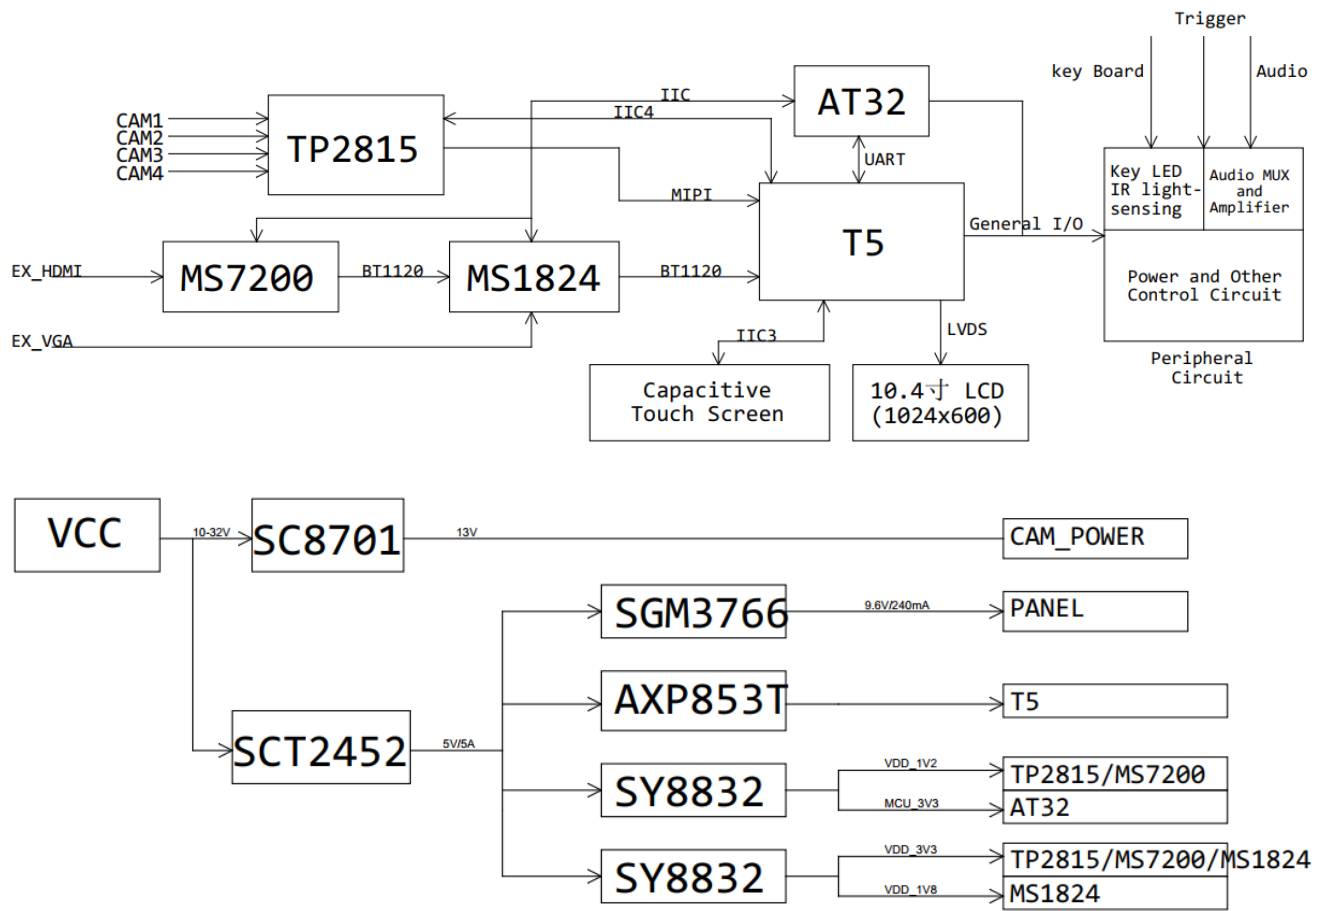 Trigger
key Board
Audio
IIC
IIC4
AT32
CAM1
CAM2
CAM3
CAM4
TP2815
UART
Key LED
IR light-
sensing
Audio MUX
and
Amplifier
MIPI
T5
General I/O
EX_HDMI
MS7200
BT1120
MS1824
BT1120
Power and Other
Control Circuit
EX_VGA
IIC3
LVDS
Peripheral
Circuit
Capacitive
Touch Screen
10.4寸 LCD
(1024x600)
VCC
10-32V
SC8701
13V
CAM_POWER
SGM3766
9.6V/240mA
PANEL
AXP853T
T5
SCT2452
5V/5A
SY8832
VDD_1V2
TP2815/MS7200
MCU_3V3
AT32
SY8832
VDD_3V3
TP2815/MS7200/MS1824
VDD_1V8
MS1824